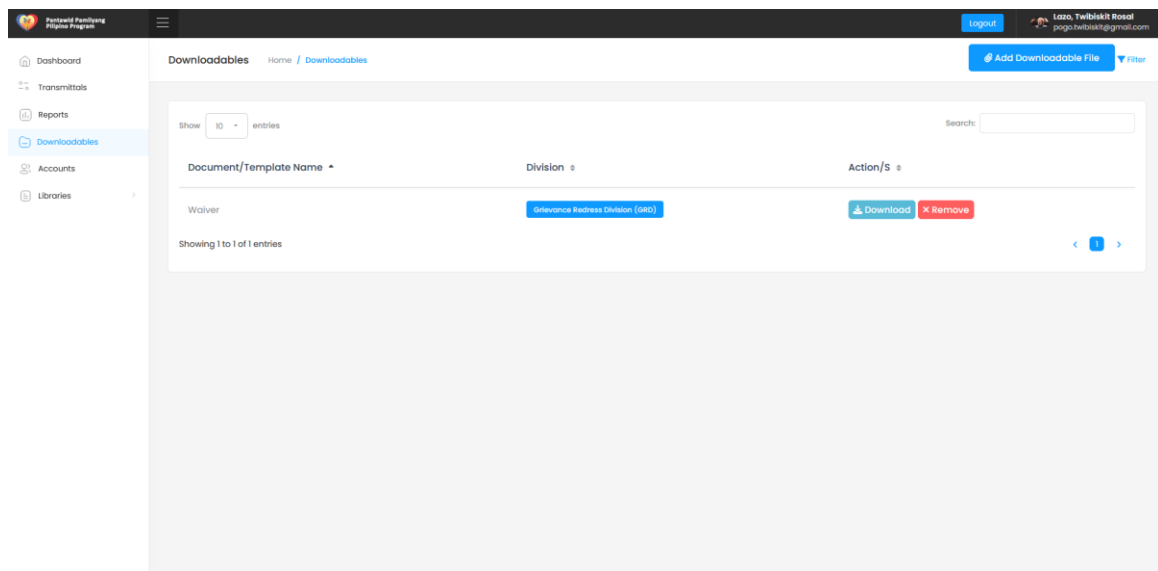 Pantawid Pamilyang
Pilipino Program
Logout
Lazo, Twibiskit Rosal
pogo.twibiskit@gmail.com
Dashboard
Transmittals
Reports
Downloadables
Accounts
Libraries
Downloadables Home / Downloadables
Add Downloadable File Filter
Show 10 entries
Search:
Document/Template Name Division Action/S
Waiver Grievance Redress Division (GRD) Download × Remove
Showing 1 to 1 of 1 entries
< 1 >